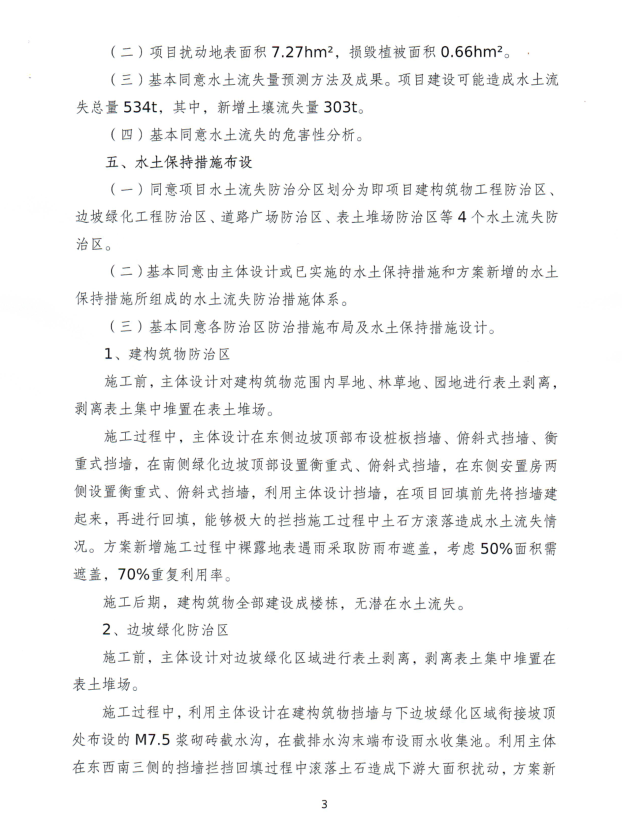 （二）项目扰动地表面积 7.27hm²，损毁植被面积 0.66hm²。
（三）基本同意水土流失量预测方法及成果。项目建设可能造成水土流
失总量 534t，其中，新增土壤流失量 303t。
（四）基本同意水土流失的危害性分析。
五、水土保持措施布设
（一）同意项目水土流失防治分区划分为即项目建构筑物工程防治区、
边坡绿化工程防治区、道路广场防治区、表土堆场防治区等 4 个水土流失防
治区。
（二）基本同意由主体设计或已实施的水土保持措施和方案新增的水土
保持措施所组成的水土流失防治措施体系。
（三）基本同意各防治区防治措施布局及水土保持措施设计。
1、建构筑物防治区
施工前，主体设计对建构筑物范围内旱地、林草地、园地进行表土剥离，
剥离表土集中堆置在表土堆场。
施工过程中，主体设计在东侧边坡顶部布设桩板挡墙、俯斜式挡墙、衡
重式挡墙，在南侧绿化边坡顶部设置衡重式、俯斜式挡墙，在东侧安置房两
侧设置衡重式、俯斜式挡墙，利用主体设计挡墙，在项目回填前先将挡墙建
起来，再进行回填，能够极大的拦挡施工过程中土石方滚落造成水土流失情
况。方案新增施工过程中裸露地表遇雨采取防雨布遮盖，考虑 50%面积需
遮盖，70%重复利用率。
施工后期，建构筑物全部建设成楼栋，无潜在水土流失。
2、边坡绿化防治区
施工前，主体设计对边坡绿化区域进行表土剥离，剥离表土集中堆置在
表土堆场。
施工过程中，利用主体设计在建构筑物挡墙与下边坡绿化区域衔接坡顶
处布设的 M7.5 浆砌砖截水沟，在截排水沟末端布设雨水收集池。利用主体
在东西南三侧的挡墙拦挡回填过程中滚落土石造成下游大面积扰动，方案新
3